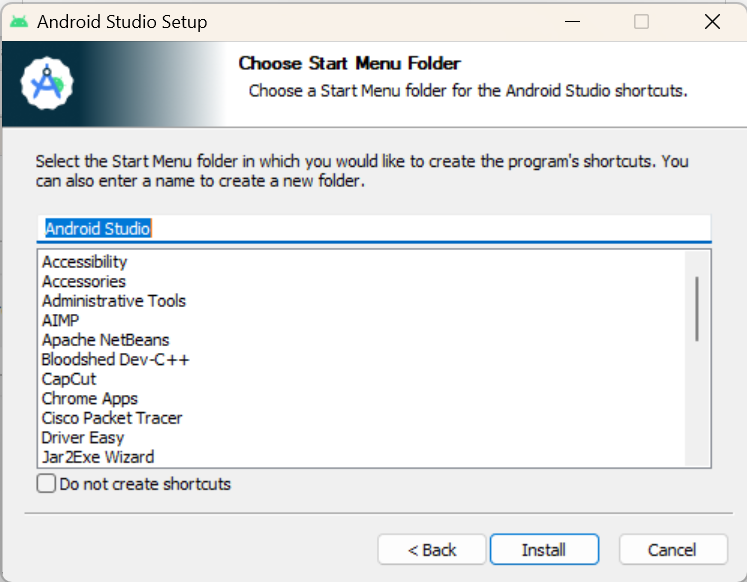 Android Studio Setup
Choose Start Menu Folder
Choose a Start Menu folder for the Android Studio shortcuts.
Select the Start Menu folder in which you would like to create the program's shortcuts. You
can also enter a name to create a new folder.
Android Studio
Accessibility
Accessories
Administrative Tools
AIMP
Apache NetBeans
Bloodshed Dev-C++
CapCut
Chrome Apps
Cisco Packet Tracer
Driver Easy
Jar2Exe Wizard
Do not create shortcuts
< Back Install Cancel